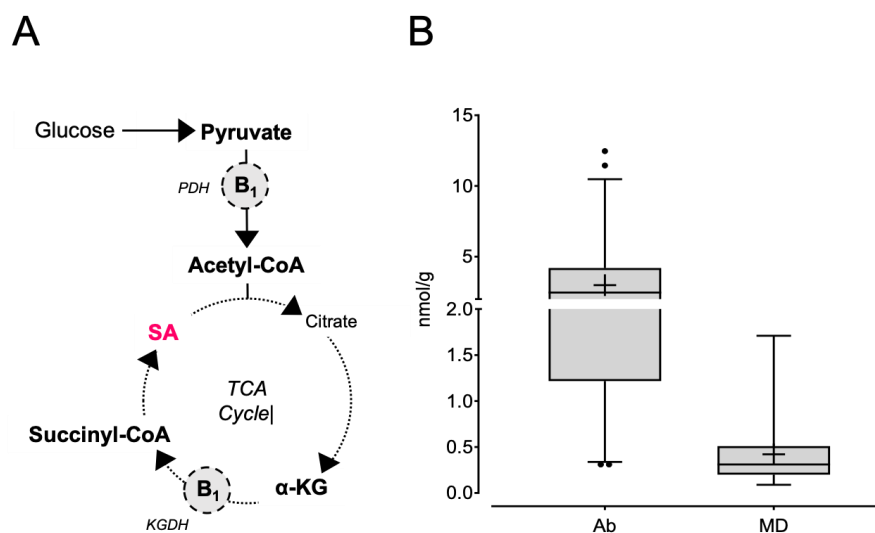 A
Glucose
Pyruvate
PDH
B₁
Acetyl-CoA
Citrate
SA
TCA
Cycle|
Succinyl-CoA
B₁
α-KG
KGDH
B
15
10
5
2.0
1.5
1.0
0.5
0.0
nmol/g
Ab
MD